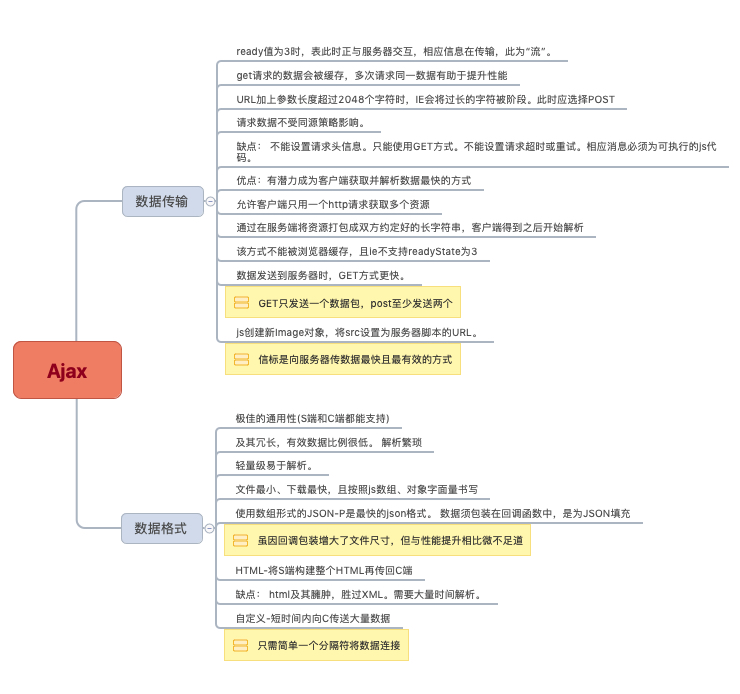 ready值为3时，表此时正与服务器交互，相应信息在传输，此为“流”。
get请求的数据会被缓存，多次请求同一数据有助于提升性能
URL加上参数长度超过2048个字符时，IE会将过长的字符被阶段。此时应选择POST
请求数据不受同源策略影响。
缺点： 不能设置请求头信息。只能使用GET方式。不能设置请求超时或重试。相应消息必须为可执行的js代
码。
优点：有潜力成为客户端获取并解析数据最快的方式
数据传输
允许客户端只用一个http请求获取多个资源
通过在服务端将资源打包成双方约定好的长字符串，客户端得到之后开始解析
该方式不能被浏览器缓存，且ie不支持readyState为3
数据发送到服务器时，GET方式更快。
GET只发送一个数据包，post至少发送两个
js创建新Image对象，将src设置为服务器脚本的URL。
信标是向服务器传数据最快且最有效的方式
Ajax
极佳的通用性(S端和C端都能支持)
及其冗长，有效数据比例很低。 解析繁琐
轻量级易于解析。
文件最小、下载最快，且按照js数组、对象字面量书写
使用数组形式的JSON-P是最快的json格式。 数据须包装在回调函数中，是为JSON填充
数据格式
虽因回调包装增大了文件尺寸，但与性能提升相比微不足道
HTML-将S端构建整个HTML再传回C端
缺点： html及其臃肿，胜过XML。需要大量时间解析。
自定义-短时间内向C传送大量数据
只需简单一个分隔符将数据连接